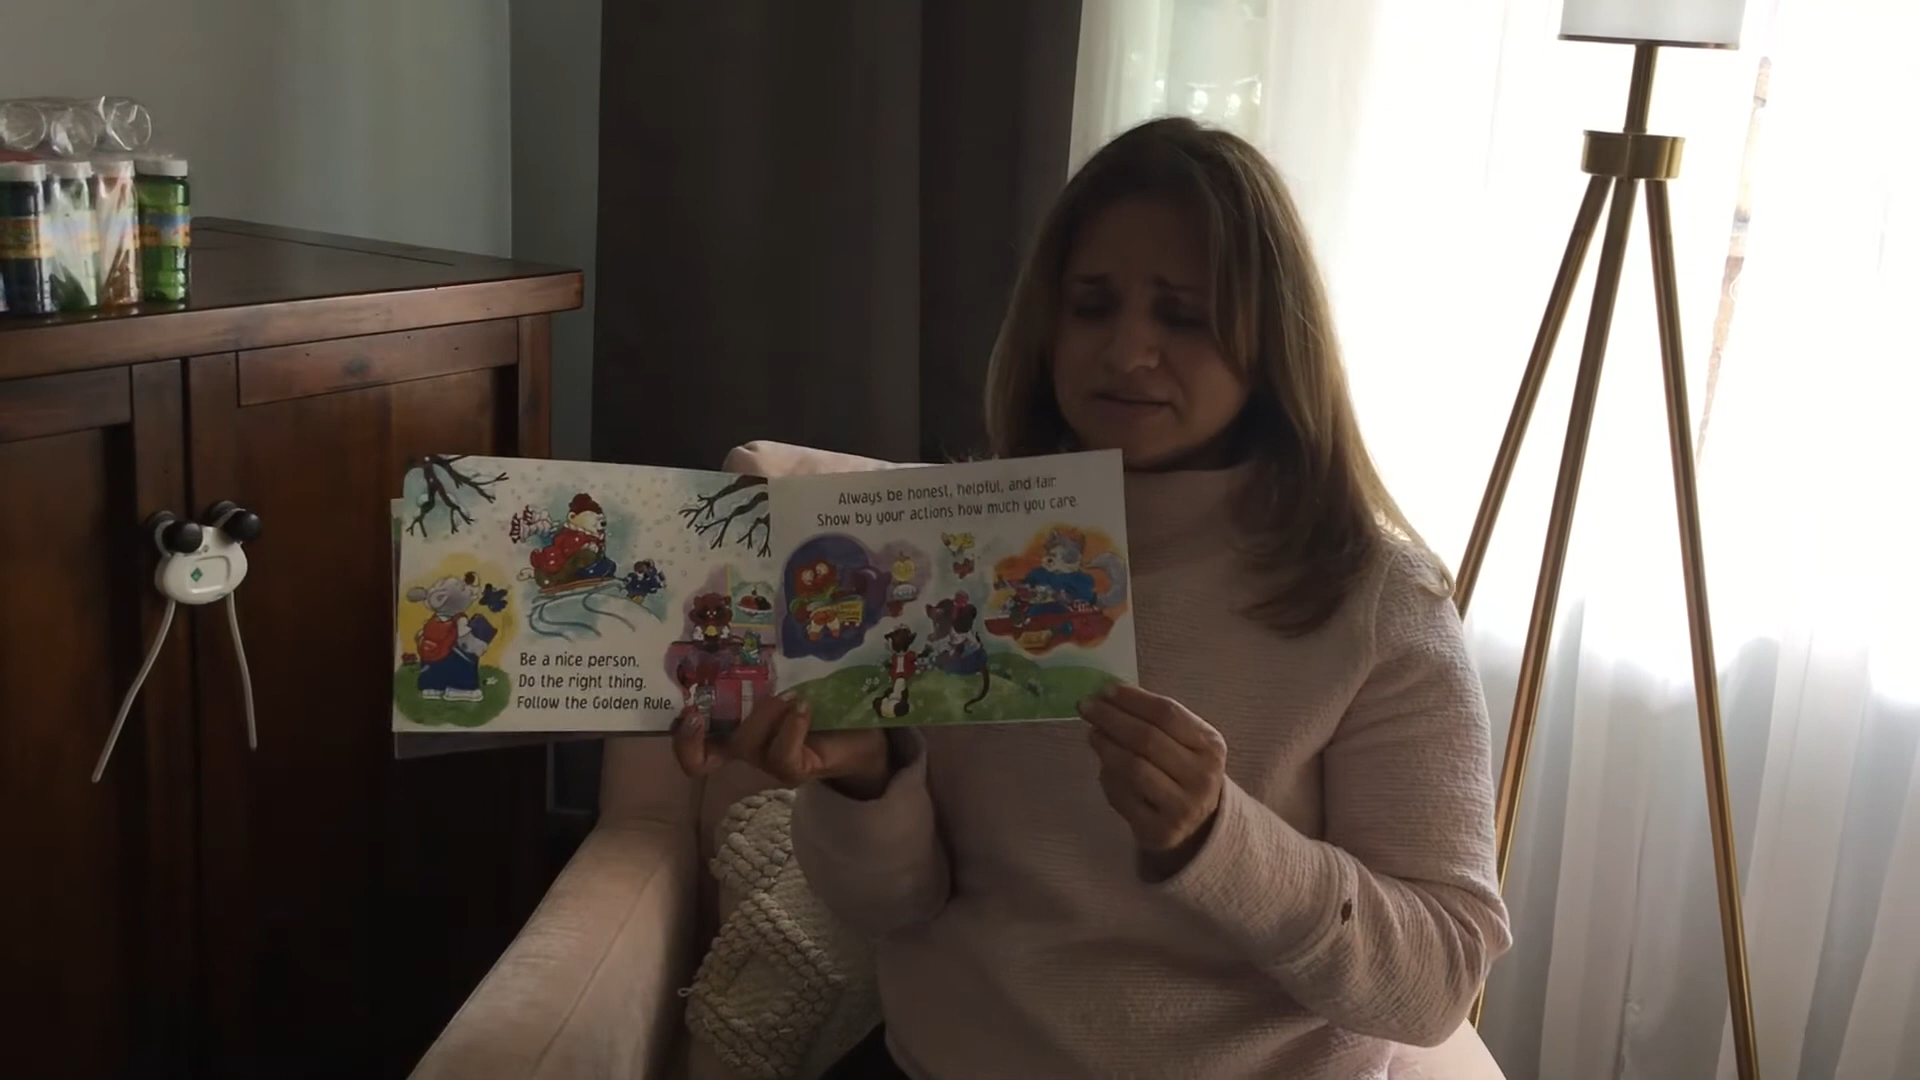 Be a nice person.
Do the right thing.
Follow the Golden Rule.
Always be honest, helpful, and fair.
Show by your actions how much you care.